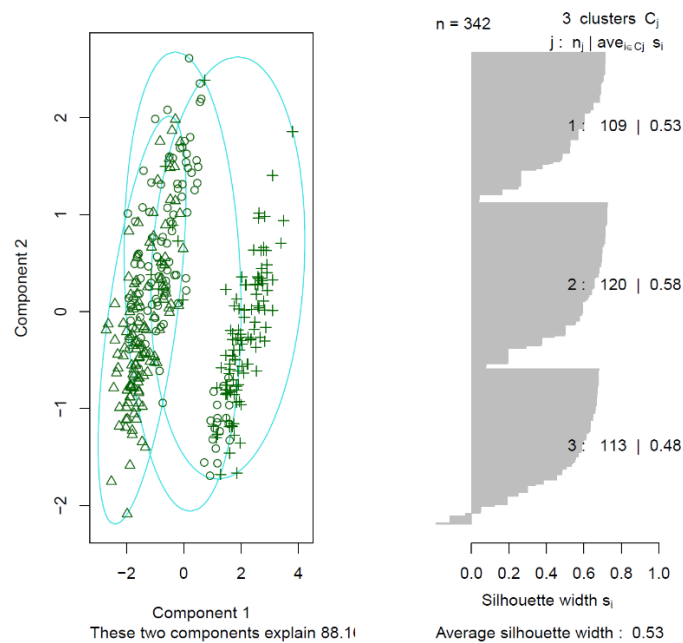 2
1
0
−1
−2
Component 2
−2 0 2 4
Component 1
These two components explain 88.16
n = 342
3 clusters Cj
j : nj | avei∈Cj si
1 : 109 | 0.53
2 : 120 | 0.58
3 : 113 | 0.48
0.0 0.2 0.4 0.6 0.8 1.0
Silhouette width si
Average silhouette width : 0.53